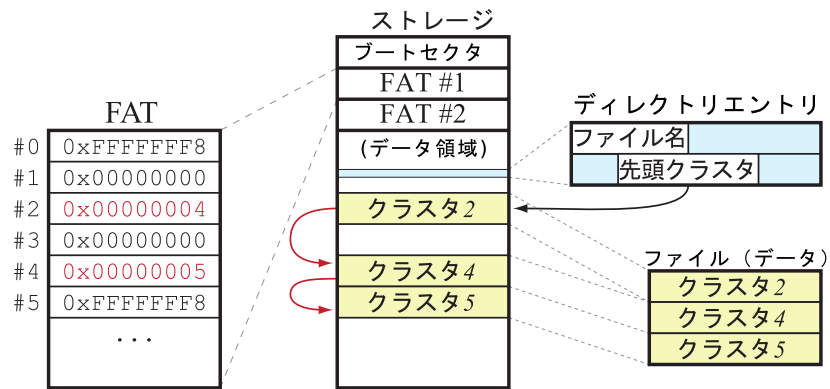 ストレージ
ブートセクタ
FAT #1
FAT #2
(データ領域)
クラスタ2
クラスタ4
クラスタ5
FAT
#0 0xFFFFFFF8
#1 0x00000000
#2 0x00000004
#3 0x00000000
#4 0x00000005
#5 0xFFFFFFF8
...
ディレクトリエントリ
ファイル名
先頭クラスタ
ファイル（データ）
クラスタ2
クラスタ4
クラスタ5